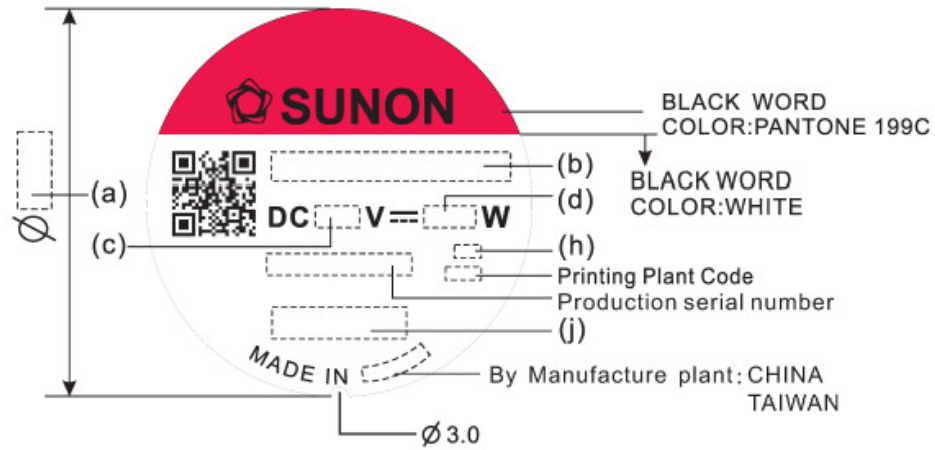 SUNON
BLACK WORD
COLOR:PANTONE 199C
(b)
BLACK WORD
COLOR:WHITE
(a)
Ø
DC V W
(d)
(c)
(h)
Printing Plant Code
Production serial number
(j)
MADE IN
By Manufacture plant: CHINA
TAIWAN
Ø3.0